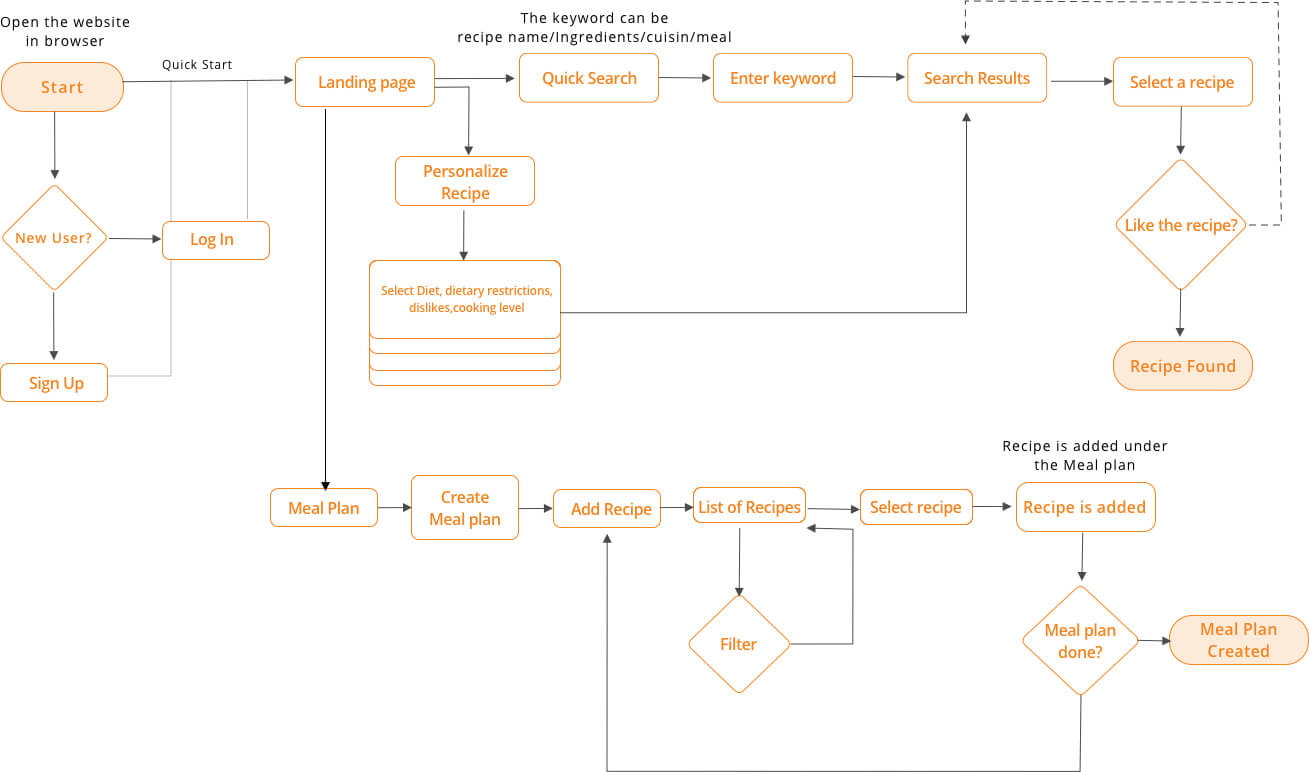 Open the website
in browser
The keyword can be
recipe name/Ingredients/cuisin/meal
Start
Quick Start
Landing page
Quick Search
Enter keyword
Search Results
Select a recipe
Personalize
Recipe
New User?
Log In
Like the recipe?
Select Diet, dietary restrictions,
dislikes,cooking level
Sign Up
Recipe Found
Recipe is added under
the Meal plan
Meal Plan
Create
Meal plan
Add Recipe
List of Recipes
Select recipe
Recipe is added
Filter
Meal plan
done?
Meal Plan
Created